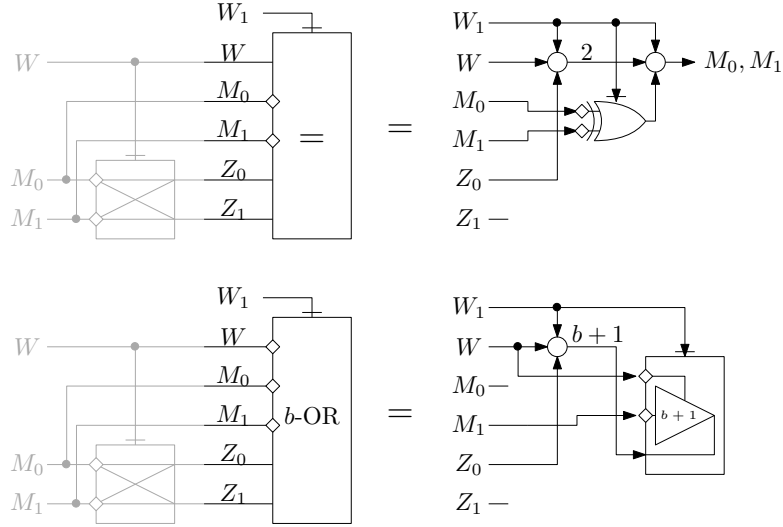 W₁ W₁
W W W 2 M₀, M₁
M₀ M₀
M₁ = = M₁
M₀ Z₀ Z₀
M₁ Z₁ Z₁
W₁ W₁
W W W b + 1
M₀ M₀
M₁ b-OR = M₁ b + 1
M₀ Z₀ Z₀
M₁ Z₁ Z₁